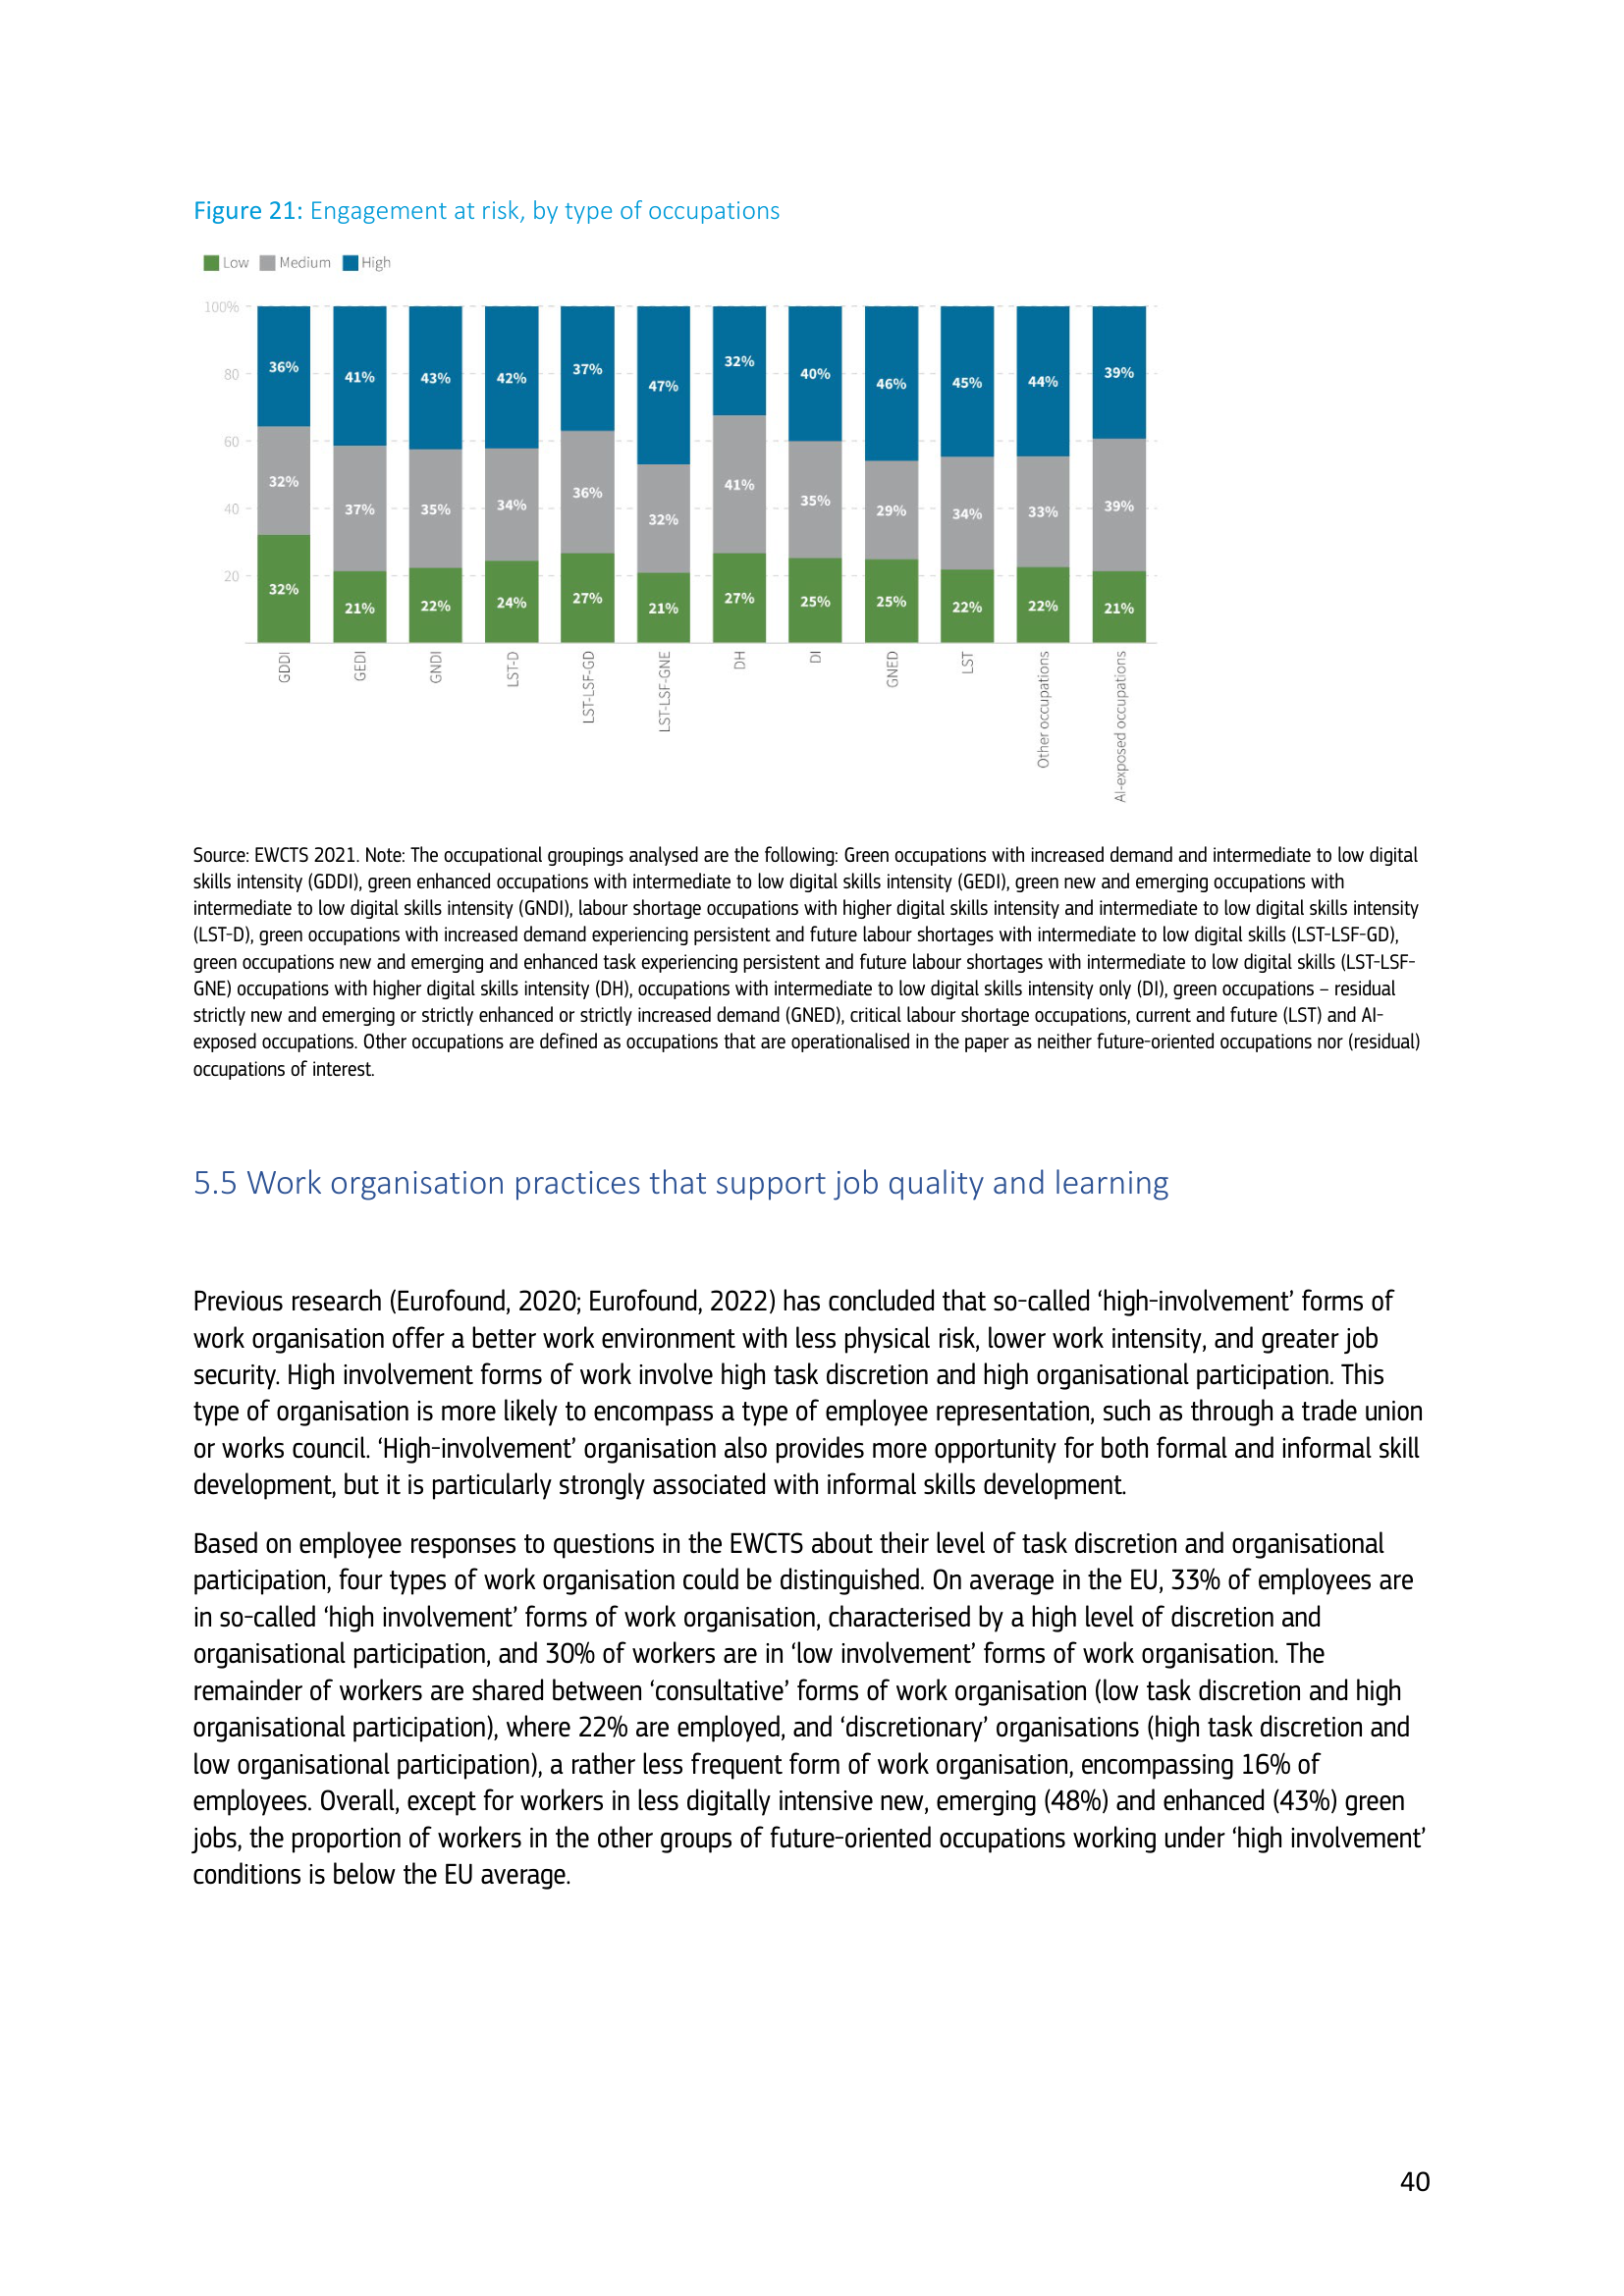 Figure 21: Engagement at risk, by type of occupations
Low Medium High
100%
80
60
40
20
36% 41% 43% 42% 37% 47% 32% 40% 46% 45% 44% 39%
32% 37% 35% 34% 36% 32% 41% 35% 29% 34% 33% 39%
32% 21% 22% 24% 27% 21% 27% 25% 25% 22% 22% 21%
GDDI GEDI GNDI LST-D LST-LSF-GD LST-LSF-GNE DH DI GNED LST Other occupations AI-exposed occupations
Source: EWCTS 2021. Note: The occupational groupings analysed are the following: Green occupations with increased demand and intermediate to low digital
skills intensity (GDDI), green enhanced occupations with intermediate to low digital skills intensity (GEDI), green new and emerging occupations with
intermediate to low digital skills intensity (GNDI), labour shortage occupations with higher digital skills intensity and intermediate to low digital skills intensity
(LST-D), green occupations with increased demand experiencing persistent and future labour shortages with intermediate to low digital skills (LST-LSF-GD),
green occupations new and emerging and enhanced task experiencing persistent and future labour shortages with intermediate to low digital skills (LST-LSF-
GNE) occupations with higher digital skills intensity (DH), occupations with intermediate to low digital skills intensity only (DI), green occupations – residual
strictly new and emerging or strictly enhanced or strictly increased demand (GNED), critical labour shortage occupations, current and future (LST) and AI-
exposed occupations. Other occupations are defined as occupations that are operationalised in the paper as neither future-oriented occupations nor (residual)
occupations of interest.
5.5 Work organisation practices that support job quality and learning
Previous research (Eurofound, 2020; Eurofound, 2022) has concluded that so-called ‘high-involvement’ forms of
work organisation offer a better work environment with less physical risk, lower work intensity, and greater job
security. High involvement forms of work involve high task discretion and high organisational participation. This
type of organisation is more likely to encompass a type of employee representation, such as through a trade union
or works council. ‘High-involvement’ organisation also provides more opportunity for both formal and informal skill
development, but it is particularly strongly associated with informal skills development.
Based on employee responses to questions in the EWCTS about their level of task discretion and organisational
participation, four types of work organisation could be distinguished. On average in the EU, 33% of employees are
in so-called ‘high involvement’ forms of work organisation, characterised by a high level of discretion and
organisational participation, and 30% of workers are in ‘low involvement’ forms of work organisation. The
remainder of workers are shared between ‘consultative’ forms of work organisation (low task discretion and high
organisational participation), where 22% are employed, and ‘discretionary’ organisations (high task discretion and
low organisational participation), a rather less frequent form of work organisation, encompassing 16% of
employees. Overall, except for workers in less digitally intensive new, emerging (48%) and enhanced (43%) green
jobs, the proportion of workers in the other groups of future-oriented occupations working under ‘high involvement’
conditions is below the EU average.
40